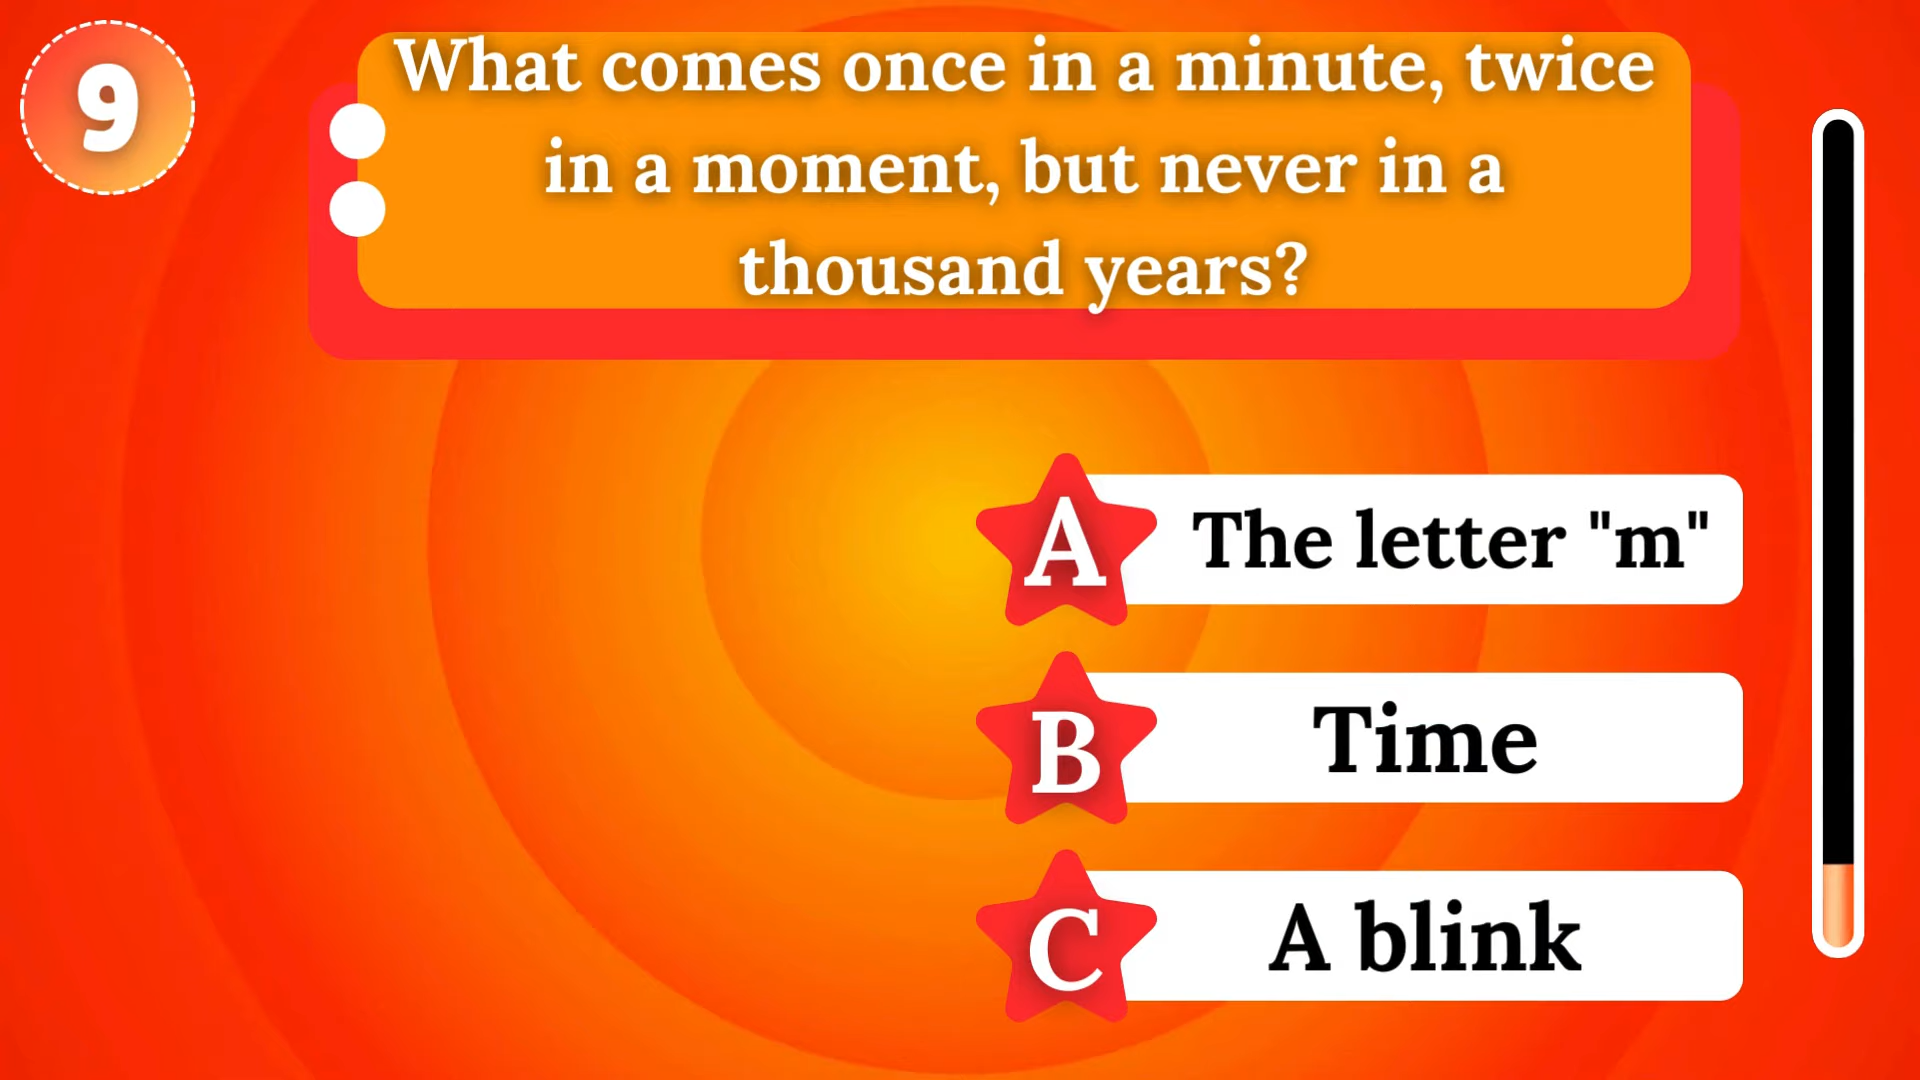 9
What comes once in a minute, twice
in a moment, but never in a
thousand years?
A The letter "m"
B Time
C A blink